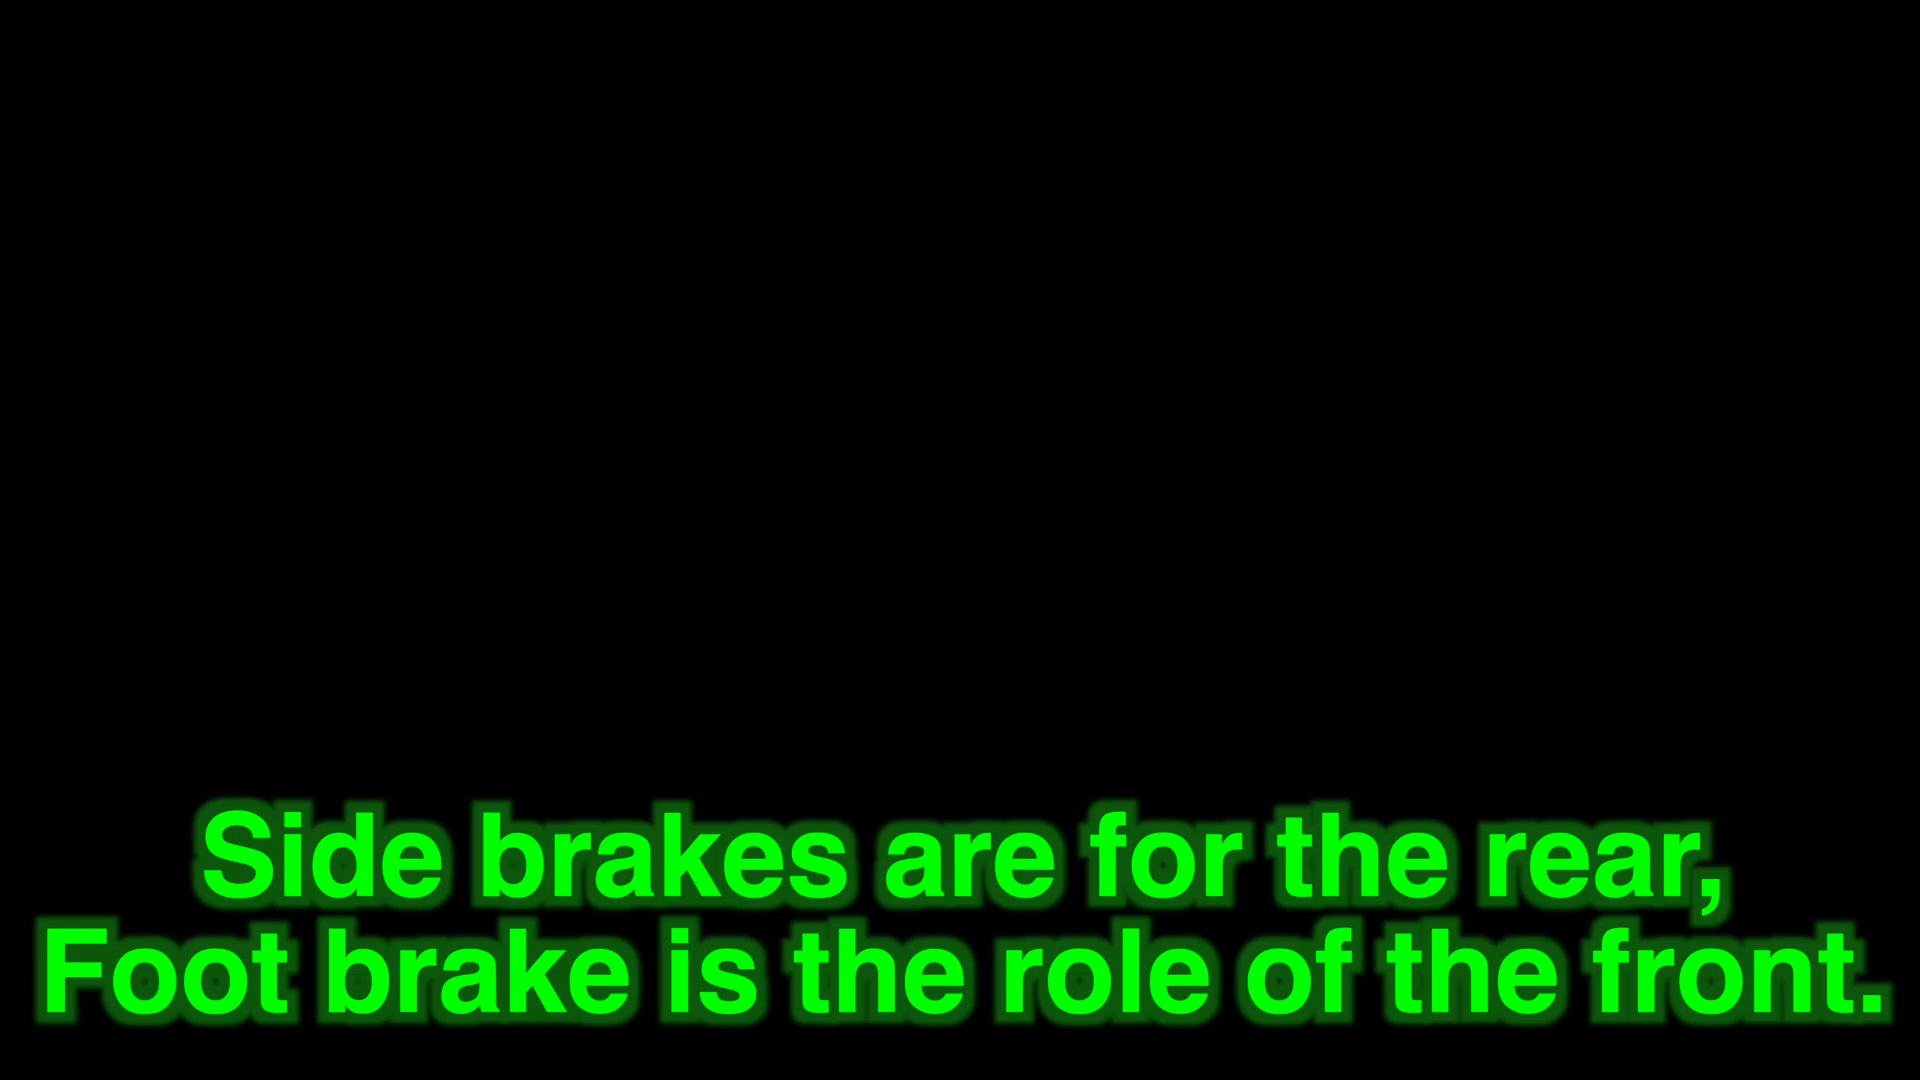 Side brakes are for the rear,
Foot brake is the role of the front.